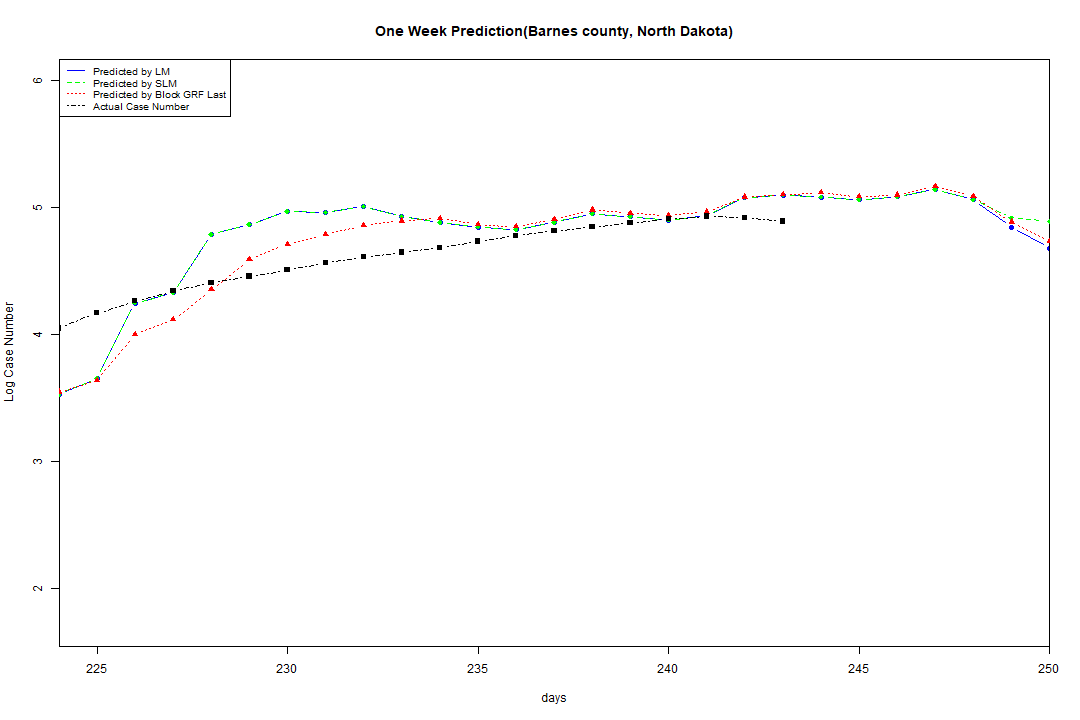 One Week Prediction(Barnes county, North Dakota)
Predicted by LM
Predicted by SLM
Predicted by Block GRF Last
Actual Case Number
6
5
4
3
2
Log Case Number
225
230
235
240
245
250
days